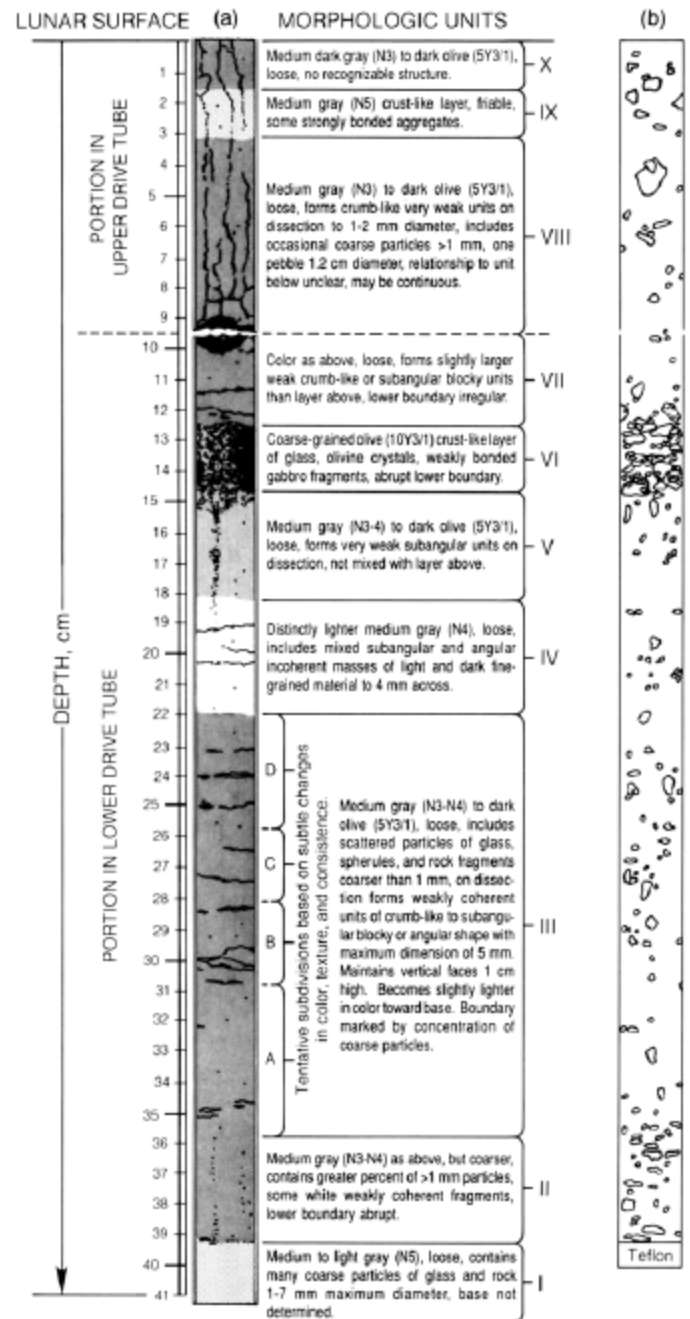 LUNAR SURFACE (a) MORPHOLOGIC UNITS (b)
PORTION IN
UPPER DRIVE TUBE
PORTION IN LOWER DRIVE TUBE
DEPTH, cm
1
2
3
4
5
6
7
8
9
10
11
12
13
14
15
16
17
18
19
20
21
22
23
24
25
26
27
28
29
30
31
32
33
34
35
36
37
38
39
40
41
Medium dark gray (N3) to dark olive (5Y3/1),
loose, no recognizable structure.
X
Medium gray (N5) crust-like layer, friable,
some strongly bonded aggregates.
IX
Medium gray (N3) to dark olive (5Y3/1),
loose, forms crumb-like very weak units on
dissection to 1-2 mm diameter, includes
occasional coarse particles >1 mm, one
pebble 1.2 cm diameter, relationship to unit
below unclear, may be continuous.
VIII
Color as above, loose, forms slightly larger
weak crumb-like or subangular blocky units
than layer above, lower boundary irregular.
VII
Coarse-grained olive (10Y3/1) crust-like layer
of glass, olivine crystals, weakly bonded
gabbro fragments, abrupt lower boundary.
VI
Medium gray (N3-4) to dark olive (5Y3/1),
loose, forms very weak subangular units on
dissection, not mixed with layer above.
V
Distinctly lighter medium gray (N4), loose,
includes mixed subangular and angular
incoherent masses of light and dark fine-
grained material to 4 mm across.
IV
D
C
B
A
Tentative subdivisions based on subtle changes
in color, texture, and consistence.
Medium gray (N3-N4) to dark
olive (5Y3/1), loose, includes
scattered particles of glass,
spherules, and rock fragments
coarser than 1 mm, on dissec-
tion forms weakly coherent
units of crumb-like to subangu-
lar blocky or angular shape with
maximum dimension of 5 mm.
Maintains vertical faces 1 cm
high. Becomes slightly lighter
in color toward base. Boundary
marked by concentration of
coarse particles.
III
Medium gray (N3-N4) as above, but coarser,
contains greater percent of >1 mm particles,
some white weakly coherent fragments,
lower boundary abrupt.
II
Medium to light gray (N5), loose, contains
many coarse particles of glass and rock
1-7 mm maximum diameter, base not
determined.
I
Teflon